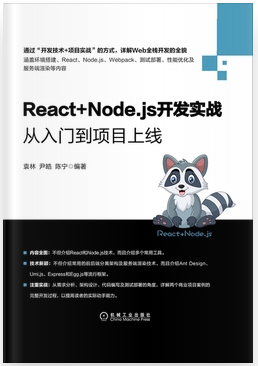 通过“开发技术+项目实战”的方式，详解Web全栈开发的全貌
涵盖环境搭建、React、Node.js、Webpack、测试部署、性能优化及
服务端渲染等内容
React+Node.js开发实战
从入门到项目上线
袁林 尹皓 陈宁◎编著
React+Node.js
内容全面：不但介绍React和Node.js技术，而且介绍多个常用工具。
技术新颖：不但介绍常用的前后端分离架构及服务端渲染技术，而且介绍Ant Design、
Umi.js、Express和Egg.js等流行框架。
注重实战：从需求分析、架构设计、代码编写及测试部署的角度，详解两个商业项目案例的
完整开发过程，以提高读者的实际动手能力。
机械工业出版社
China Machine Press